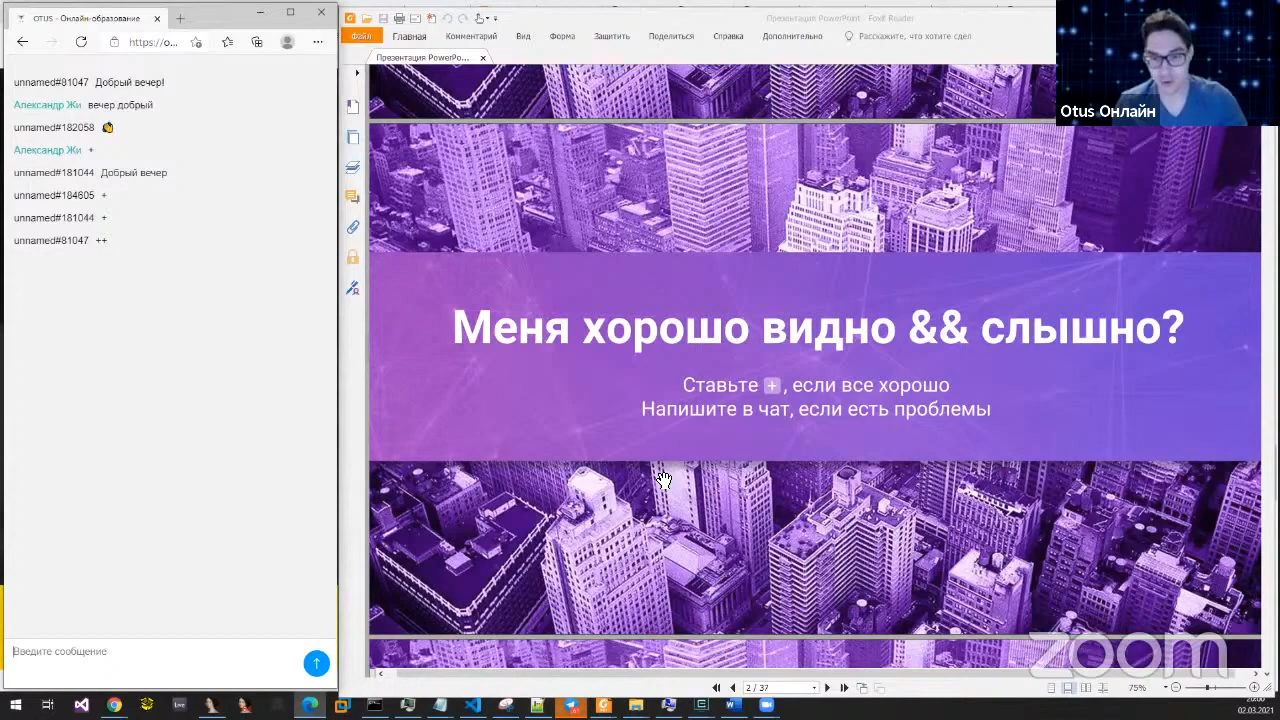 OTUS - Онлайн-образование
https://o...
unnamed#81047 Добрый вечер!
Александр Жи вечер добрый
unnamed#182058
Александр Жи +
unnamed#181044 Добрый вечер
unnamed#184605 +
unnamed#181044 +
unnamed#81047 ++
Введите сообщение
Презентация PowerPoint - Foxit Reader
Файл Главная Комментарий Вид Форма Защитить Поделиться Справка Дополнительно Расскажите, что хотите сдел
Презентация PowerPo...
Otus Онлайн
Меня хорошо видно && слышно?
Ставьте + , если все хорошо
Напишите в чат, если есть проблемы
zoom
2 / 37
75%
20:00
02.03.2021